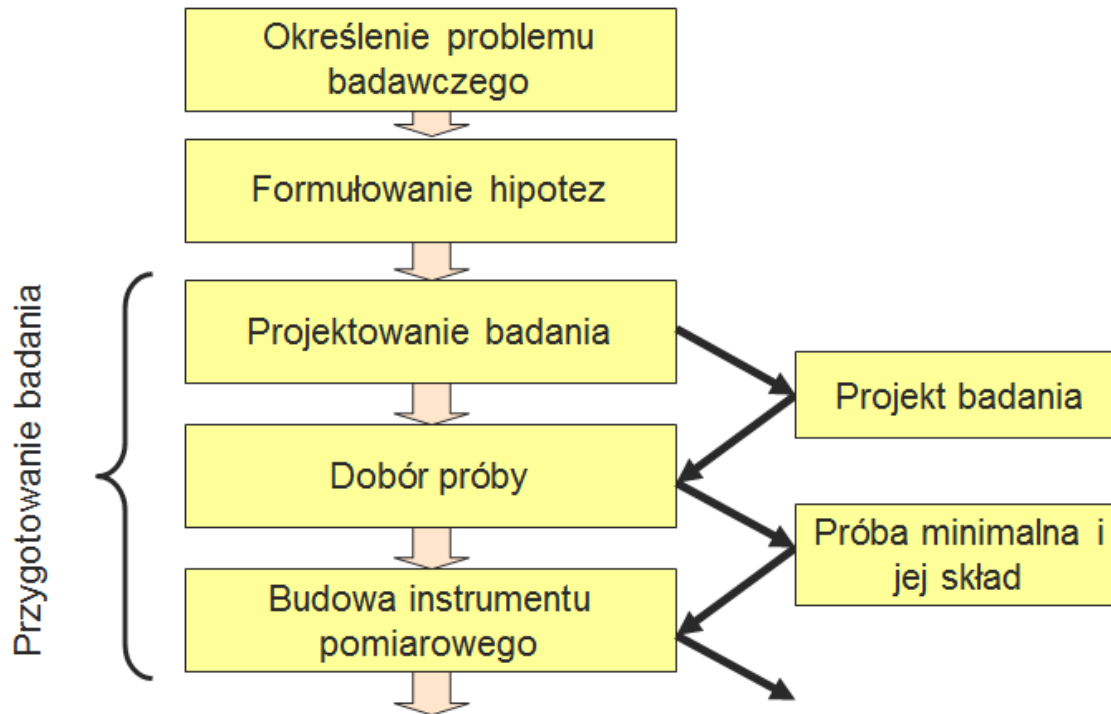 Określenie problemu
badawczego
Formułowanie hipotez
Przygotowanie badania
Projektowanie badania
Projekt badania
Dobór próby
Próba minimalna i
jej skład
Budowa instrumentu
pomiarowego